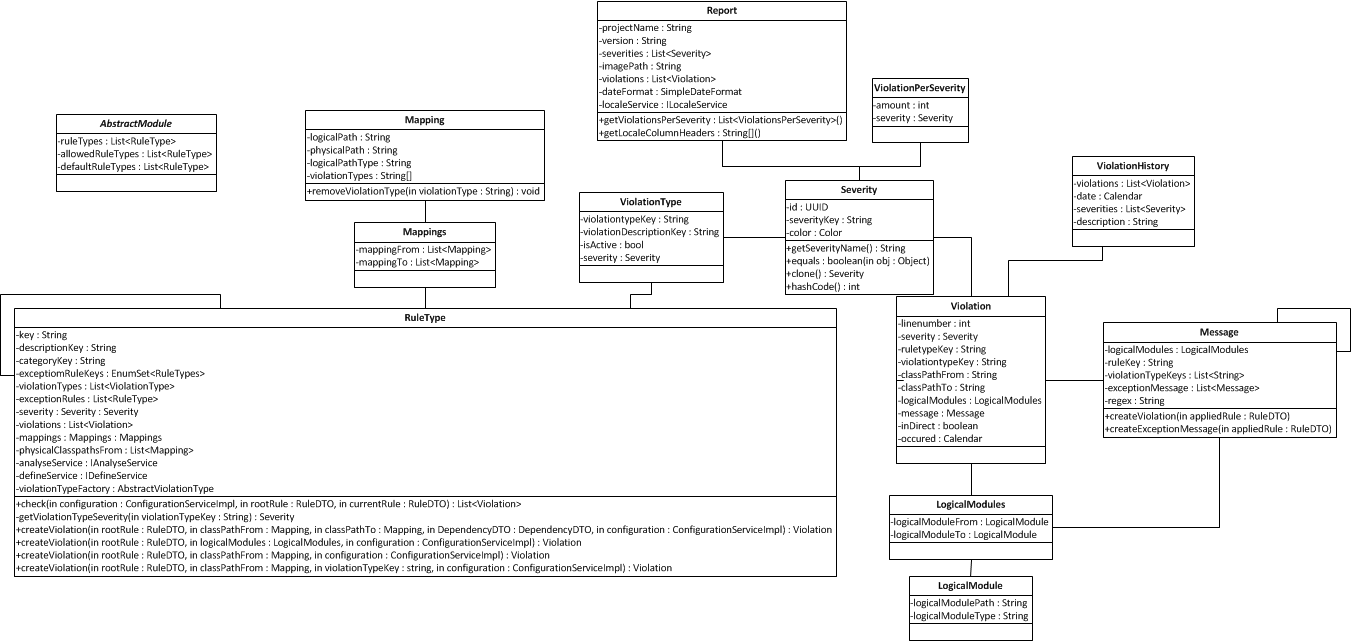 Report
-projectName : String
-version : String
-severities : List<Severity>
-imagePath : String
-violations : List<Violation>
-dateFormat : SimpleDateFormat
-localeService : ILocaleService
+getViolationsPerSeverity : List<ViolationsPerSeverity>()
+getLocaleColumnHeaders : String[]()
ViolationPerSeverity
-amount : int
-severity : Severity
AbstractModule
-ruleTypes : List<RuleType>
-allowedRuleTypes : List<RuleType>
-defaultRuleTypes : List<RuleType>
Mapping
-logicalPath : String
-physicalPath : String
-logicalPathType : String
-violationTypes : String[]
+removeViolationType(in violationType : String) : void
ViolationHistory
-violations : List<Violation>
-date : Calendar
-severities : List<Severity>
-description : String
ViolationType
-violationtypeKey : String
-violationDescriptionKey : String
-isActive : bool
-severity : Severity
Severity
-id : UUID
-severityKey : String
-color : Color
+getSeverityName() : String
+equals : boolean(in obj : Object)
+clone() : Severity
+hashCode() : int
Mappings
-mappingFrom : List<Mapping>
-mappingTo : List<Mapping>
RuleType
-key : String
-descriptionKey : String
-categoryKey : String
-exceptiomRuleKeys : EnumSet<RuleTypes>
-violationTypes : List<ViolationType>
-exceptionRules : List<RuleType>
-severity : Severity : Severity
-violations : List<Violation>
-mappings : Mappings : Mappings
-physicalClasspathsFrom : List<Mapping>
-analyseService : IAnalyseService
-defineService : IDefineService
-violationTypeFactory : AbstractViolationType
+check(in configuration : ConfigurationServiceImpl, in rootRule : RuleDTO, in currentRule : RuleDTO) : List<Violation>
-getViolationTypeSeverity(in violationTypeKey : String) : Severity
+createViolation(in rootRule : RuleDTO, in classPathFrom : Mapping, in classPathTo : Mapping, in DependencyDTO : DependencyDTO, in configuration : ConfigurationServiceImpl) : Violation
+createViolation(in rootRule : RuleDTO, in logicalModules : LogicalModules, in configuration : ConfigurationServiceImpl) : Violation
+createViolation(in rootRule : RuleDTO, in classPathFrom : Mapping, in configuration : ConfigurationServiceImpl) : Violation
+createViolation(in rootRule : RuleDTO, in classPathFrom : Mapping, in violationTypeKey : string, in configuration : ConfigurationServiceImpl) : Violation
Violation
-linenumber : int
-severity : Severity
-ruletypeKey : String
-violationtypeKey : String
-classPathFrom : String
-classPathTo : String
-logicalModules : LogicalModules
-message : Message
-inDirect : boolean
-occured : Calendar
Message
-logicalModules : LogicalModules
-ruleKey : String
-violationTypeKeys : List<String>
-exceptionMessage : List<Message>
-regex : String
+createViolation(in appliedRule : RuleDTO)
+createExceptionMessage(in appliedRule : RuleDTO)
LogicalModules
-logicalModuleFrom : LogicalModule
-logicalModuleTo : LogicalModule
LogicalModule
-logicalModulePath : String
-logicalModuleType : String